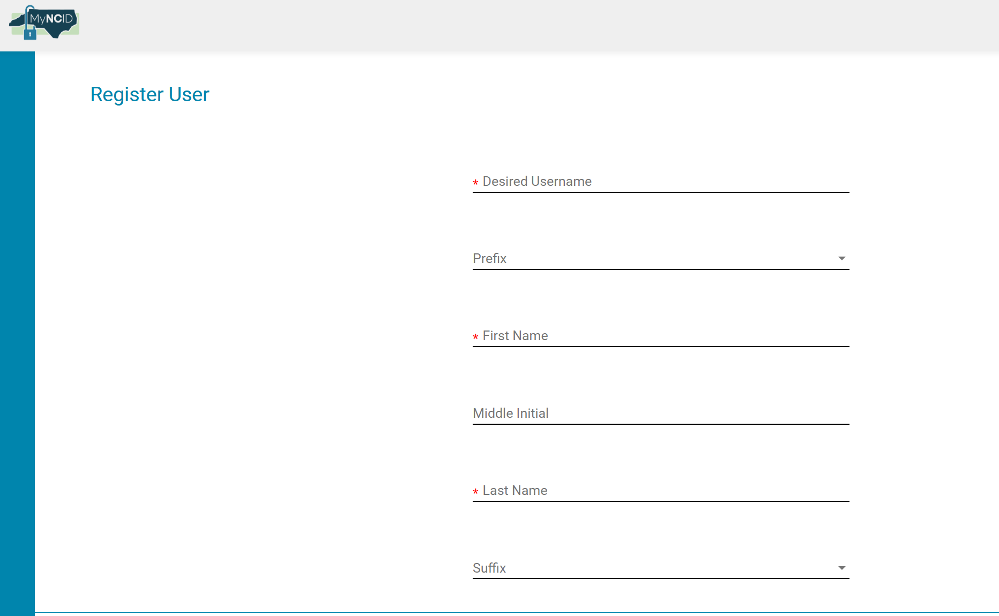 MyNCID
Register User
* Desired Username
Prefix
* First Name
Middle Initial
* Last Name
Suffix